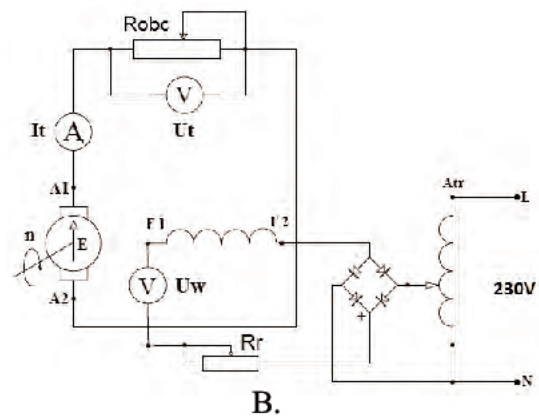 Robc
V
It
A
Ut
A1
Atr
L
n
E
F1
F2
V
Uw
A2
230V
+
Rr
N
B.